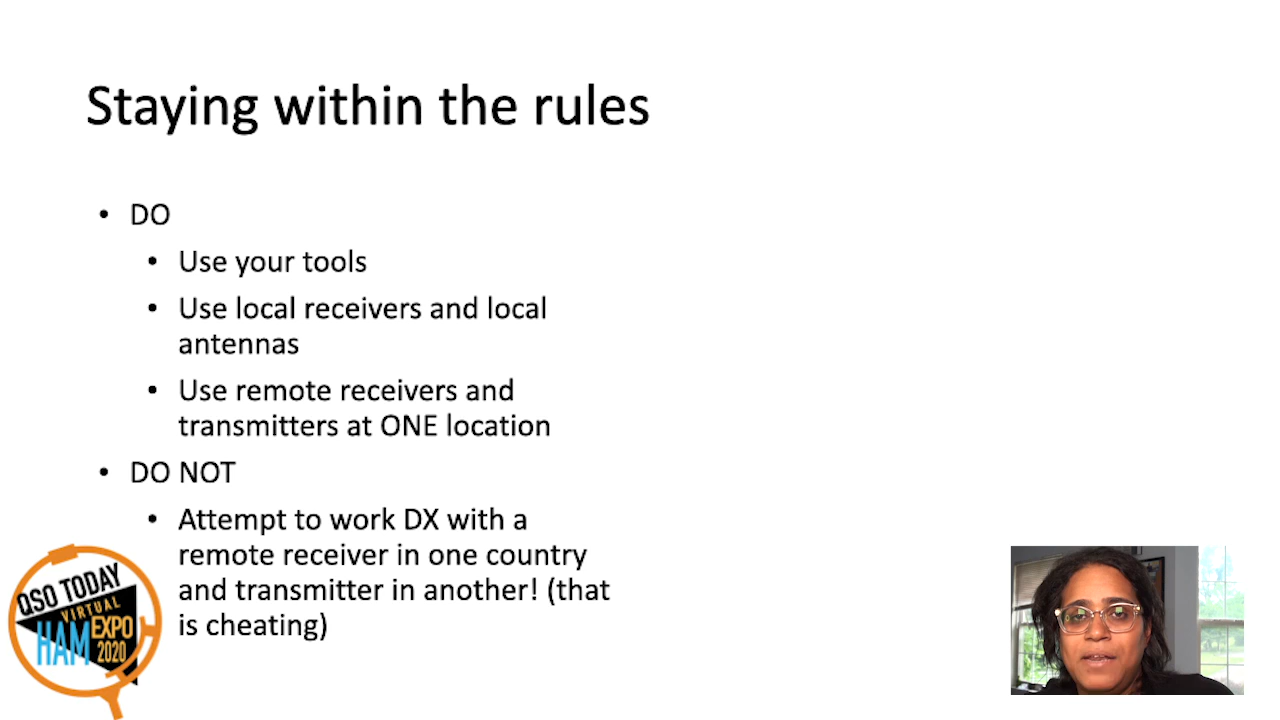 Staying within the rules
• DO
• Use your tools
• Use local receivers and local
antennas
• Use remote receivers and
transmitters at ONE location
• DO NOT
• Attempt to work DX with a
remote receiver in one country
and transmitter in another! (that
is cheating)
QSO TODAY
VIRTUAL
HAM EXPO
2020